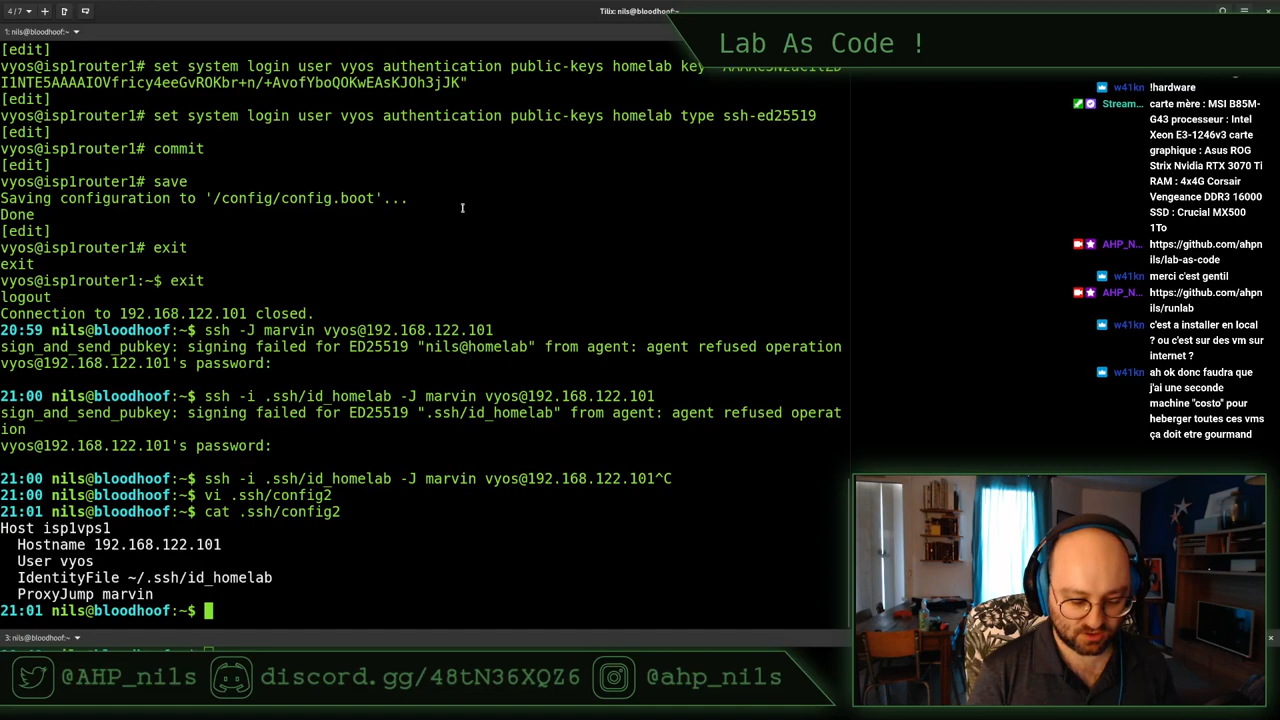 4/7
Tilix: nils@bloodhoof:~
1: nils@bloodhoof:~
Lab As Code !
[edit]
vyos@isp1router1# set system login user vyos authentication public-keys homelab key
I1NTE5AAAAIOVfricy4eeGvROKbr+n/+AvofYboQOKwEAsKJOh3jJK"
[edit]
vyos@isp1router1# set system login user vyos authentication public-keys homelab type ssh-ed25519
[edit]
vyos@isp1router1# commit
[edit]
vyos@isp1router1# save
Saving configuration to '/config/config.boot'...
Done
[edit]
vyos@isp1router1# exit
exit
vyos@isp1router1:~$ exit
logout
Connection to 192.168.122.101 closed.
20:59 nils@bloodhoof:~$ ssh -J marvin vyos@192.168.122.101
sign_and_send_pubkey: signing failed for ED25519 "nils@homelab" from agent: agent refused operation
vyos@192.168.122.101's password:
21:00 nils@bloodhoof:~$ ssh -i .ssh/id_homelab -J marvin vyos@192.168.122.101
sign_and_send_pubkey: signing failed for ED25519 ".ssh/id_homelab" from agent: agent refused operat
ion
vyos@192.168.122.101's password:
21:00 nils@bloodhoof:~$ ssh -i .ssh/id_homelab -J marvin vyos@192.168.122.101^C
21:00 nils@bloodhoof:~$ vi .ssh/config2
21:01 nils@bloodhoof:~$ cat .ssh/config2
Host isp1vps1
Hostname 192.168.122.101
User vyos
IdentityFile ~/.ssh/id_homelab
ProxyJump marvin
21:01 nils@bloodhoof:~$
3: nils@bloodhoof:~
w41kn !hardware
Stream... carte mère : MSI B85M-
G43 processeur : Intel
Xeon E3-1246v3 carte
graphique : Asus ROG
Strix Nvidia RTX 3070 Ti
RAM : 4x4G Corsair
Vengeance DDR3 16000
SSD : Crucial MX500
1To
AHP_N... https://github.com/ahpn
ils/lab-as-code
w41kn merci c'est gentil
AHP_N... https://github.com/ahpn
ils/runlab
w41kn c'est a installer en local
? ou c'est sur des vm sur
internet ?
w41kn ah ok donc faudra que
j'ai une seconde
machine "costo" pour
heberger toutes ces vms
ça doit etre gourmand
@AHP_nils
discord.gg/48tN36XQZ6
@ahp_nils